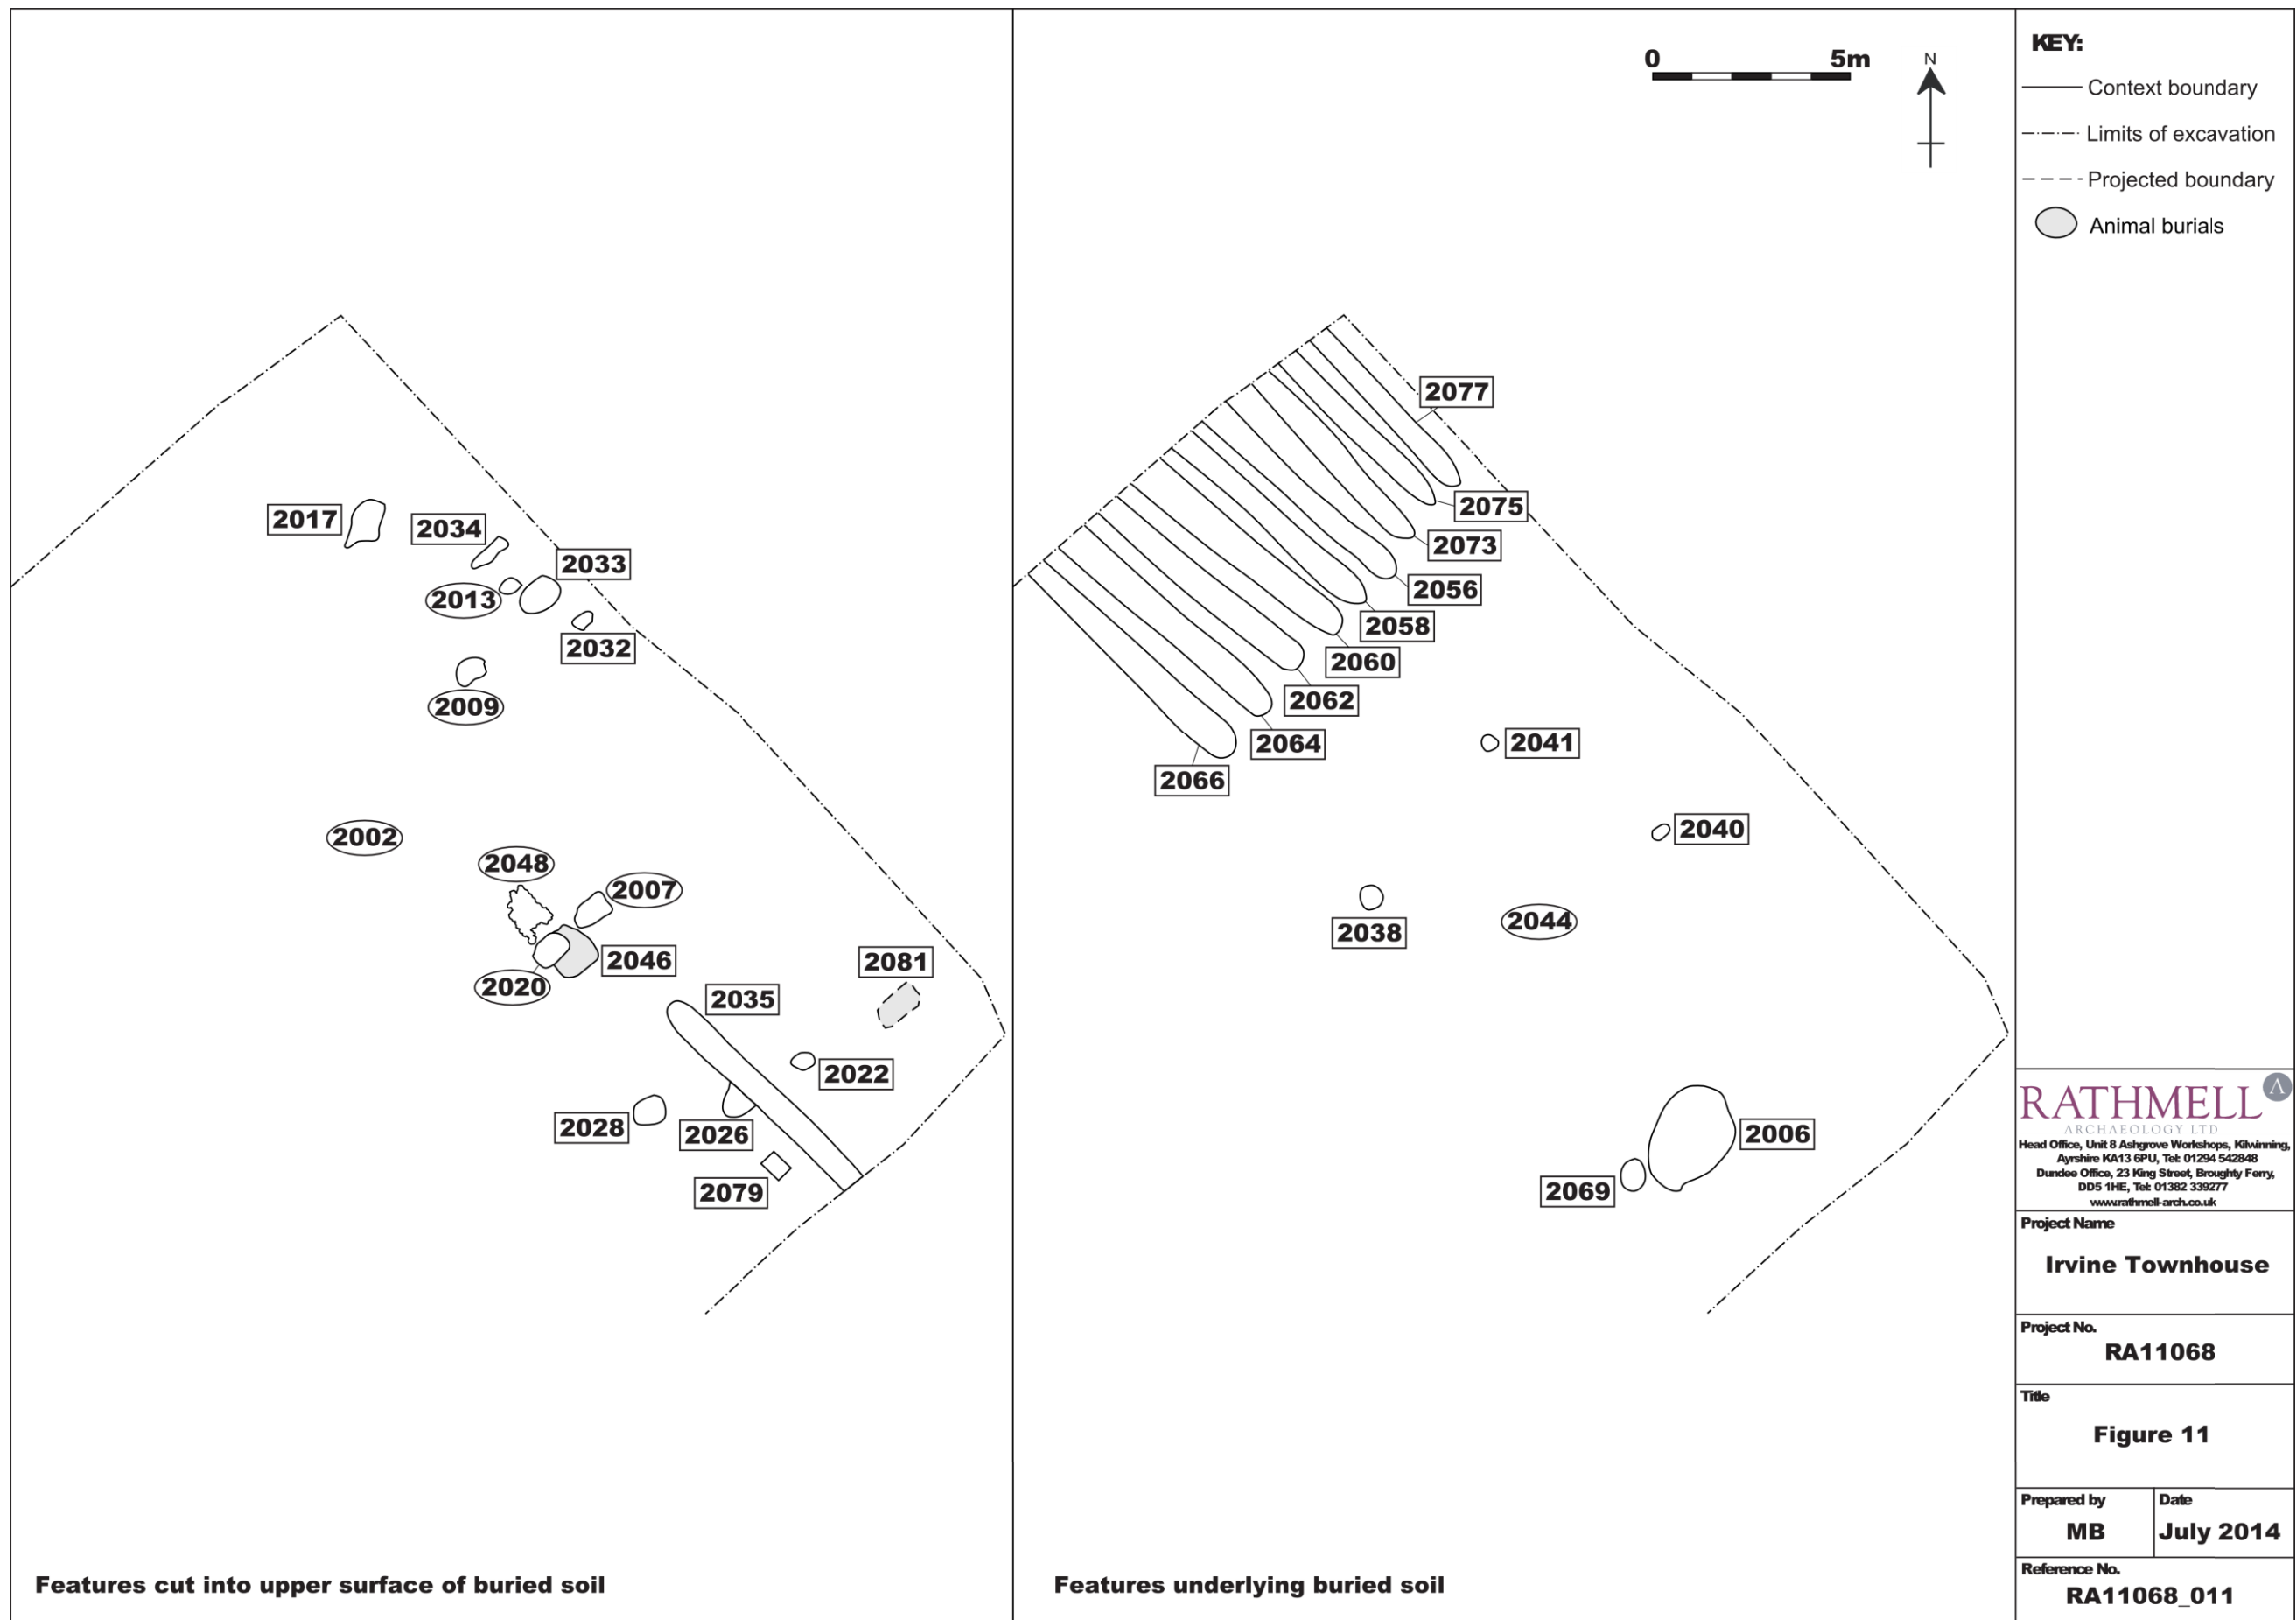 2017
2034
2033
2013
2032
2009
2002
2048
2007
2046
2020
2081
2035
2022
2028
2026
2079
Features cut into upper surface of buried soil
0 5m
N
2077
2075
2073
2056
2058
2060
2062
2064
2066
2041
2040
2038
2044
2006
2069
Features underlying buried soil
KEY:
Context boundary
Limits of excavation
Projected boundary
Animal burials
RATHMELL
ARCHAEOLOGY LTD
Head Office, Unit 8 Ashgrove Workshops, Kilwinning,
Ayrshire KA13 6PU, Tel: 01294 542848
Dundee Office, 23 King Street, Broughty Ferry,
DD5 1HE, Tel: 01382 339277
www.rathmell-arch.co.uk
Project Name
Irvine Townhouse
Project No.
RA11068
Title
Figure 11
Prepared by
MB
Date
July 2014
Reference No.
RA11068_011